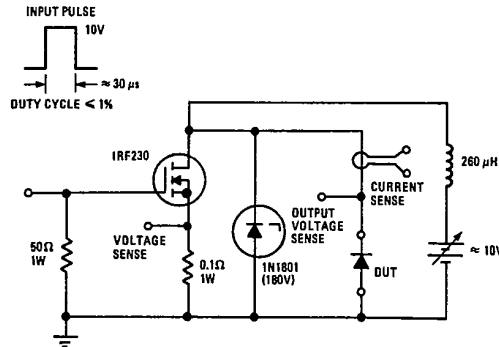 INPUT PULSE
10V
≈ 30 μs
DUTY CYCLE < 1%
IRF230
260 μH
CURRENT
SENSE
OUTPUT
VOLTAGE
SENSE
VOLTAGE
SENSE
≈ 10V
50Ω
1W
0.1Ω
1W
1N1801
(180V)
DUT